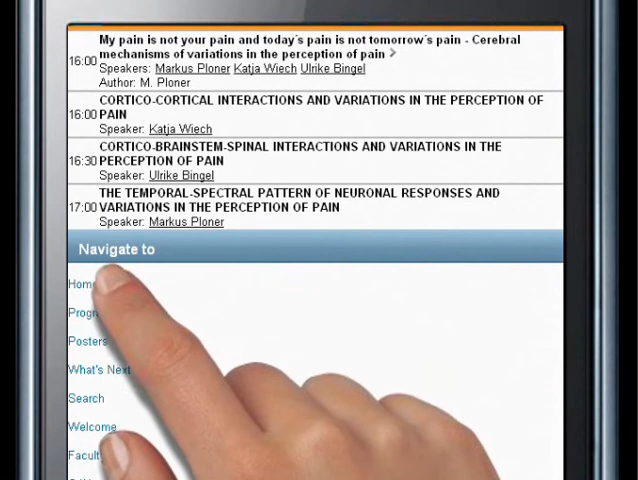 My pain is not your pain and today´s pain is not tomorrow´s pain - Cerebral
mechanisms of variations in the perception of pain >
16:00
Speakers: Markus Ploner Katja Wiech Ulrike Bingel
Author: M. Ploner
CORTICO-CORTICAL INTERACTIONS AND VARIATIONS IN THE PERCEPTION OF
16:00 PAIN
Speaker: Katja Wiech
CORTICO-BRAINSTEM-SPINAL INTERACTIONS AND VARIATIONS IN THE
16:30 PERCEPTION OF PAIN
Speaker: Ulrike Bingel
THE TEMPORAL-SPECTRAL PATTERN OF NEURONAL RESPONSES AND
17:00 VARIATIONS IN THE PERCEPTION OF PAIN
Speaker: Markus Ploner
Navigate to
Hom
Progr
Posters
What's Next
Search
Welcome
Facult